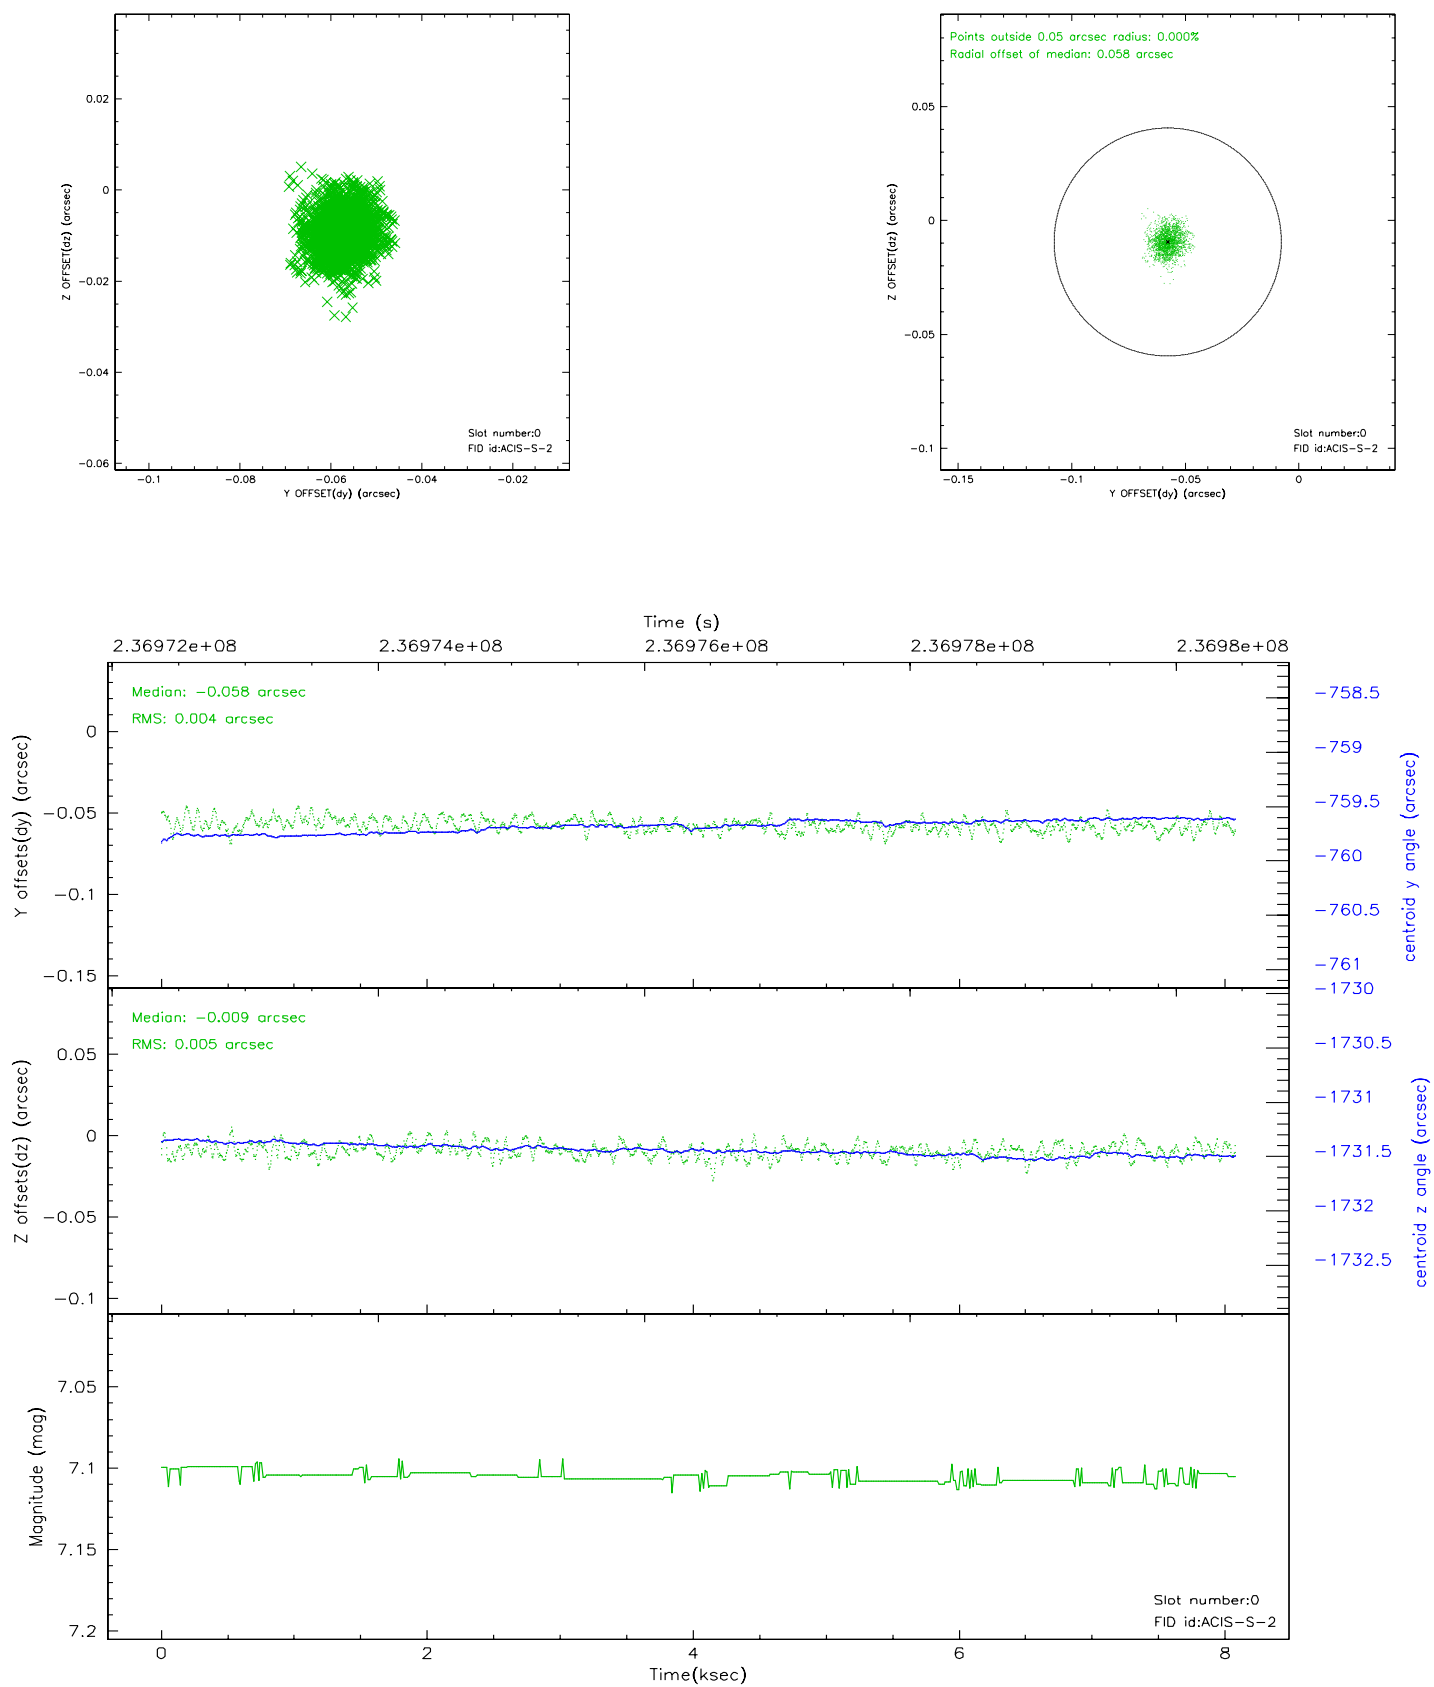 0.02
0
−0.02
−0.04
−0.06
−0.1
−0.08
−0.06
−0.04
−0.02
Z OFFSET(dz) (arcsec)
Y OFFSET(dy) (arcsec)
Slot number:0
FID id:ACIS−S−2
Points outside 0.05 arcsec radius: 0.000%
Radial offset of median: 0.058 arcsec
0.05
0
−0.05
−0.1
−0.15
−0.1
−0.05
0
Z OFFSET(dz) (arcsec)
Y OFFSET(dy) (arcsec)
Slot number:0
FID id:ACIS−S−2
Time (s)
2.36972e+08
2.36974e+08
2.36976e+08
2.36978e+08
2.3698e+08
Median: −0.058 arcsec
RMS: 0.004 arcsec
0
−0.05
−0.1
−0.15
Y offsets(dy) (arcsec)
−758.5
−759
−759.5
−760
−760.5
−761
centroid y angle (arcsec)
Median: −0.009 arcsec
RMS: 0.005 arcsec
0.05
0
−0.05
−0.1
Z offsets(dz) (arcsec)
−1730
−1730.5
−1731
−1731.5
−1732
−1732.5
centroid z angle (arcsec)
7.05
7.1
7.15
7.2
Magnitude (mag)
Slot number:0
FID id:ACIS−S−2
0
2
4
6
8
Time(ksec)